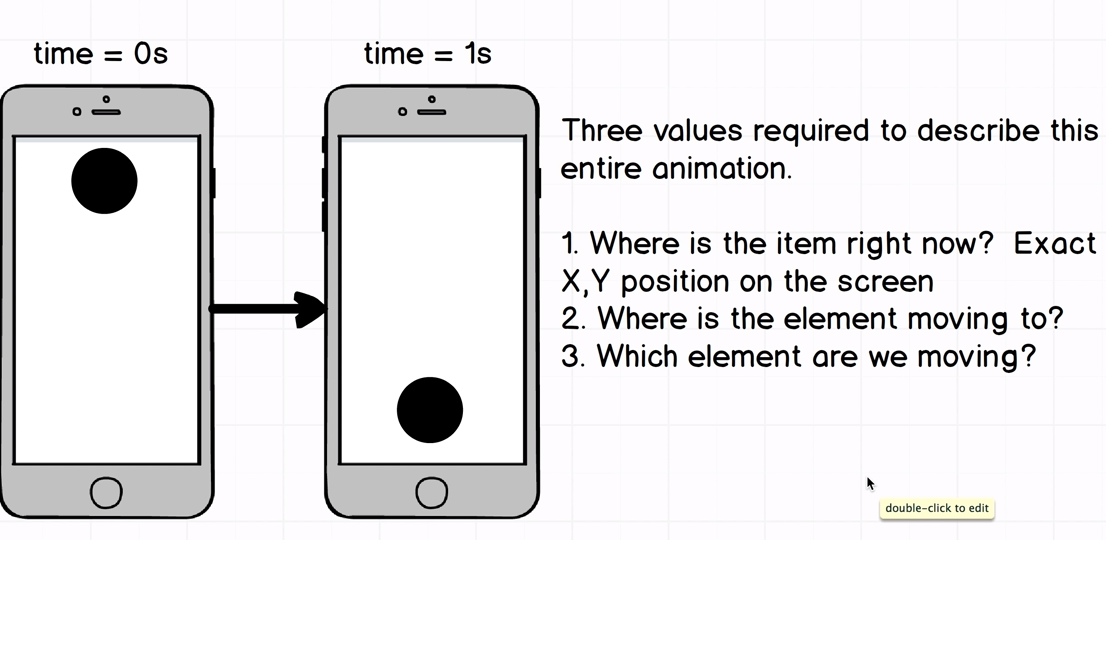 time = 0s
time = 1s
Three values required to describe this
entire animation.
1. Where is the item right now?  Exact
X,Y position on the screen
2. Where is the element moving to?
3. Which element are we moving?
double-click to edit